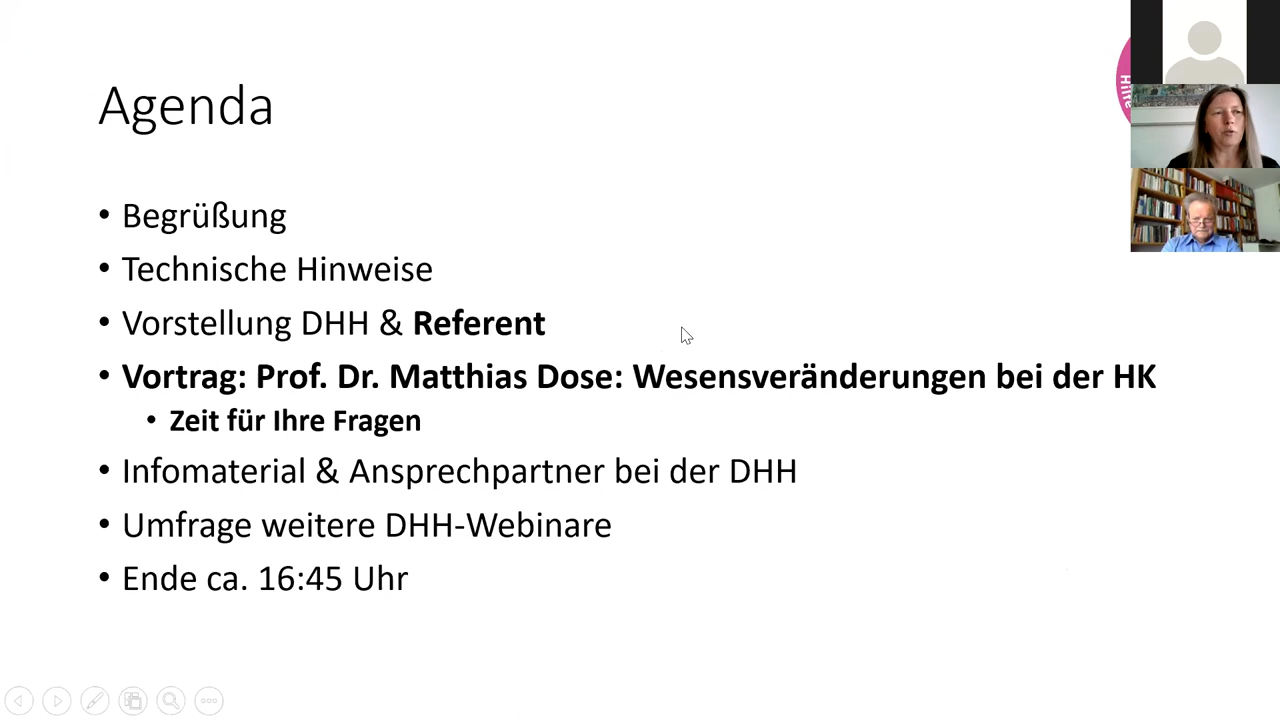 Agenda
Hilfe
• Begrüßung
• Technische Hinweise
• Vorstellung DHH & Referent
• Vortrag: Prof. Dr. Matthias Dose: Wesensveränderungen bei der HK
• Zeit für Ihre Fragen
• Infomaterial & Ansprechpartner bei der DHH
• Umfrage weitere DHH-Webinare
• Ende ca. 16:45 Uhr